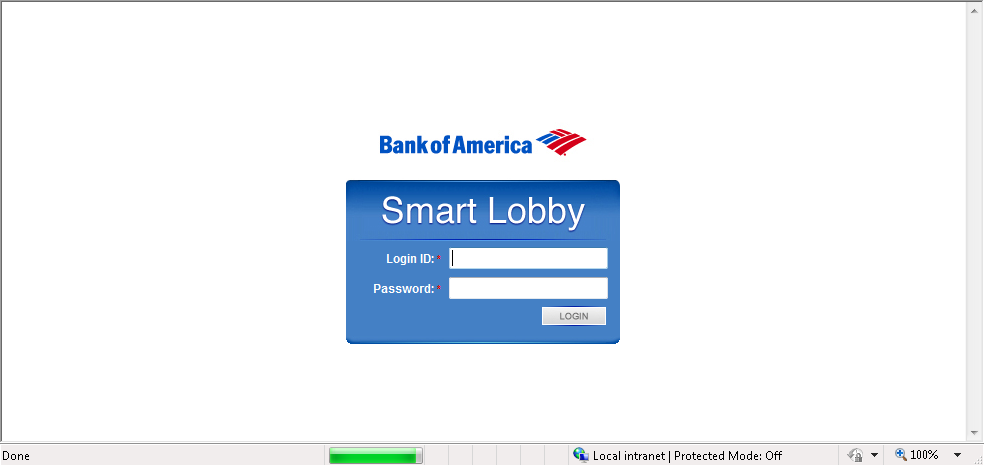 Bank of America
Smart Lobby
Login ID:*
Password:*
LOGIN
Done
Local intranet | Protected Mode: Off
100%